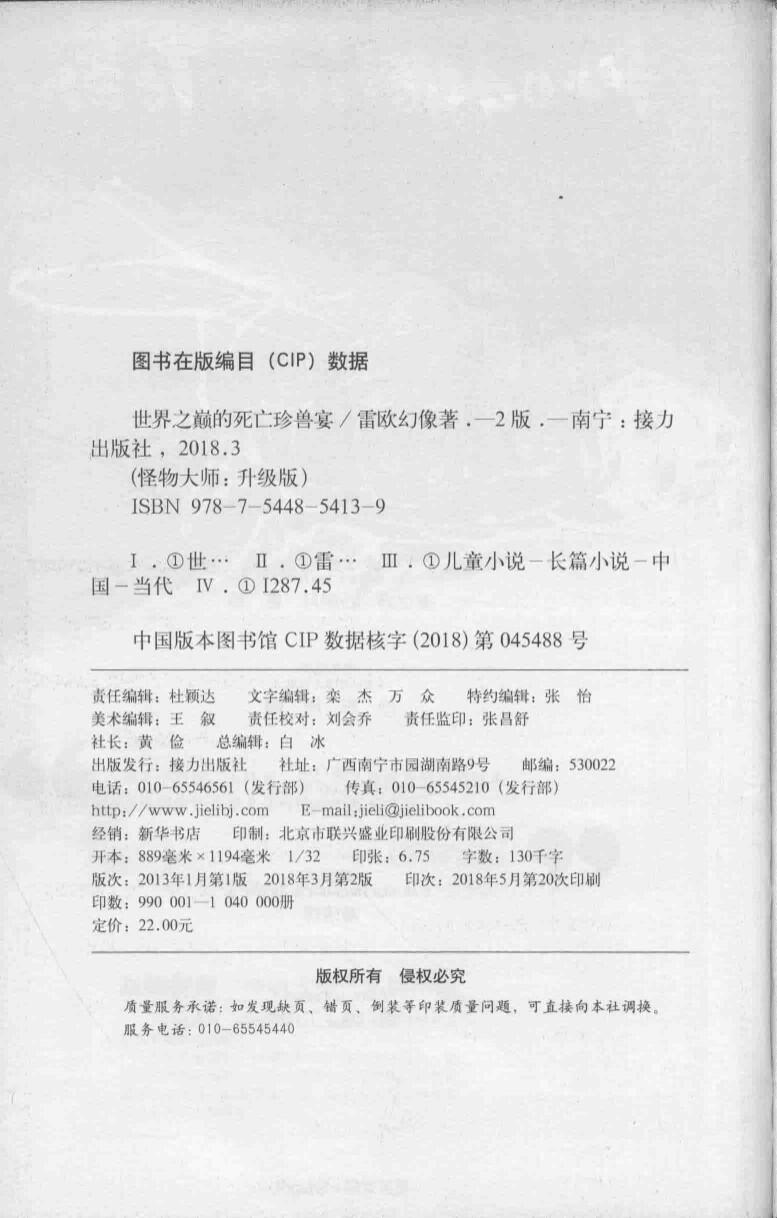 图书在版编目（CIP）数据
世界之巅的死亡珍兽宴 / 雷欧幻像著 .—2 版 .—南宁：接力
出版社，2018.3
(怪物大师：升级版）
ISBN 978-7-5448-5413-9
Ⅰ.①世… Ⅱ.①雷… Ⅲ.①儿童小说－长篇小说－中
国－当代 Ⅳ.① I287.45
中国版本图书馆 CIP 数据核字 (2018) 第 045488 号
责任编辑：杜颖达 文字编辑：栾 杰 万 众 特约编辑：张 怡
美术编辑：王 叙 责任校对：刘会乔 责任监印：张昌舒
社长：黄 俭 总编辑：白 冰
出版发行：接力出版社 社址：广西南宁市园湖南路9号 邮编：530022
电话：010-65546561（发行部） 传真：010-65545210（发行部）
http://www.jielibj.com E-mail:jieli@jielibook.com
经销：新华书店 印制：北京市联兴盛业印刷股份有限公司
开本：889毫米×1194毫米 1/32 印张：6.75 字数：130千字
版次：2013年1月第1版 2018年3月第2版 印次：2018年5月第20次印刷
印数：990 001—1 040 000册
定价：22.00元
版权所有 侵权必究
质量服务承诺：如发现缺页、错页、倒装等印装质量问题，可直接向本社调换。
服务电话：010-65545440